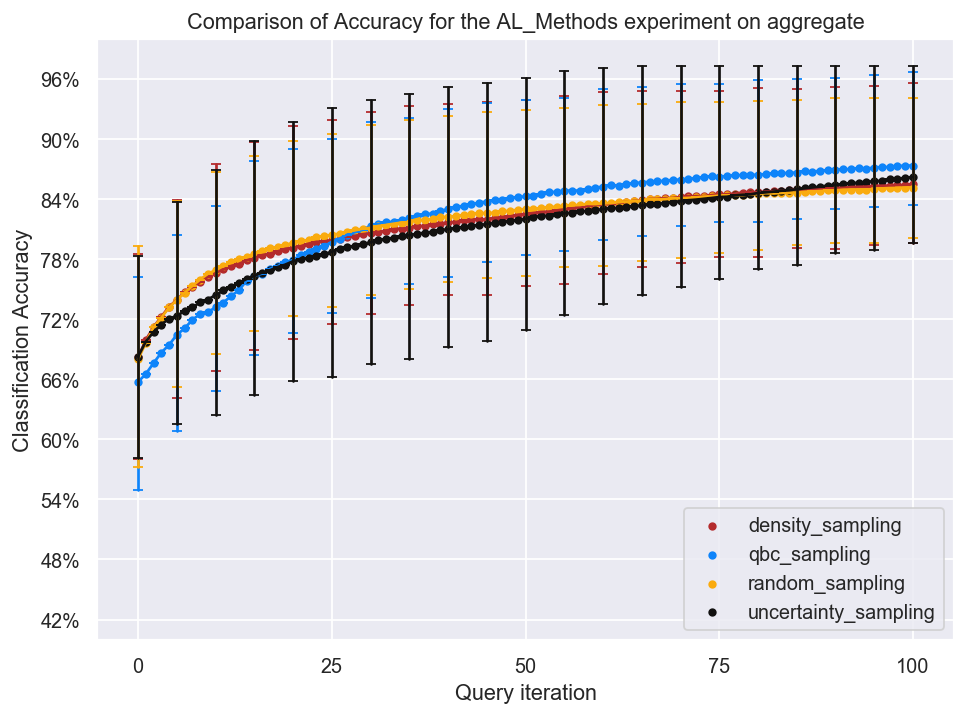 Comparison of Accuracy for the AL_Methods experiment on aggregate
96%
90%
84%
78%
72%
66%
60%
54%
48%
42%
Classification Accuracy
0 25 50 75 100
Query iteration
density_sampling
qbc_sampling
random_sampling
uncertainty_sampling